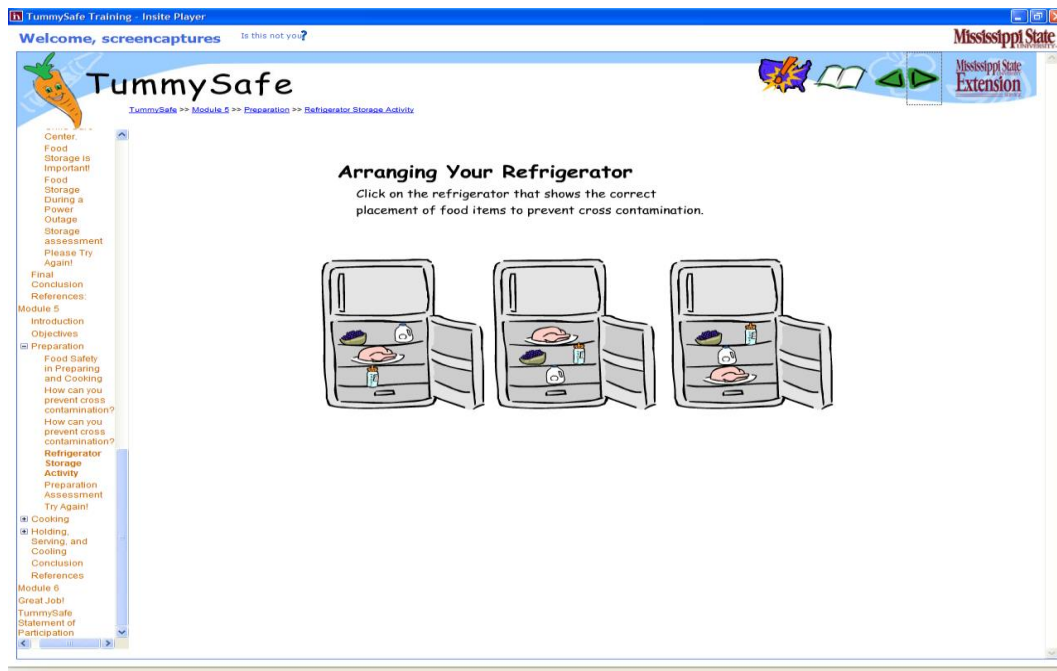 TummySafe Training - Insite Player
Welcome, screencaptures
Is this not you?
Mississippi State
UNIVERSITY
TummySafe
Mississippi State
Extension
TummySafe >> Module 5 >> Preparation >> Refrigerator Storage Activity
Center.
Food
Storage is
Important!
Food
Storage
During a
Power
Outage
Storage
assessment
Please Try
Again!
Final
Conclusion
References:
Module 5
Introduction
Objectives
Preparation
Food Safety
in Preparing
and Cooking
How can you
prevent cross
contamination?
How can you
prevent cross
contamination?
Refrigerator
Storage
Activity
Preparation
Assessment
Try Again!
Cooking
Holding,
Serving, and
Cooling
Conclusion
References
Module 6
Great Job!
TummySafe
Statement of
Participation
Arranging Your Refrigerator
Click on the refrigerator that shows the correct
placement of food items to prevent cross contamination.